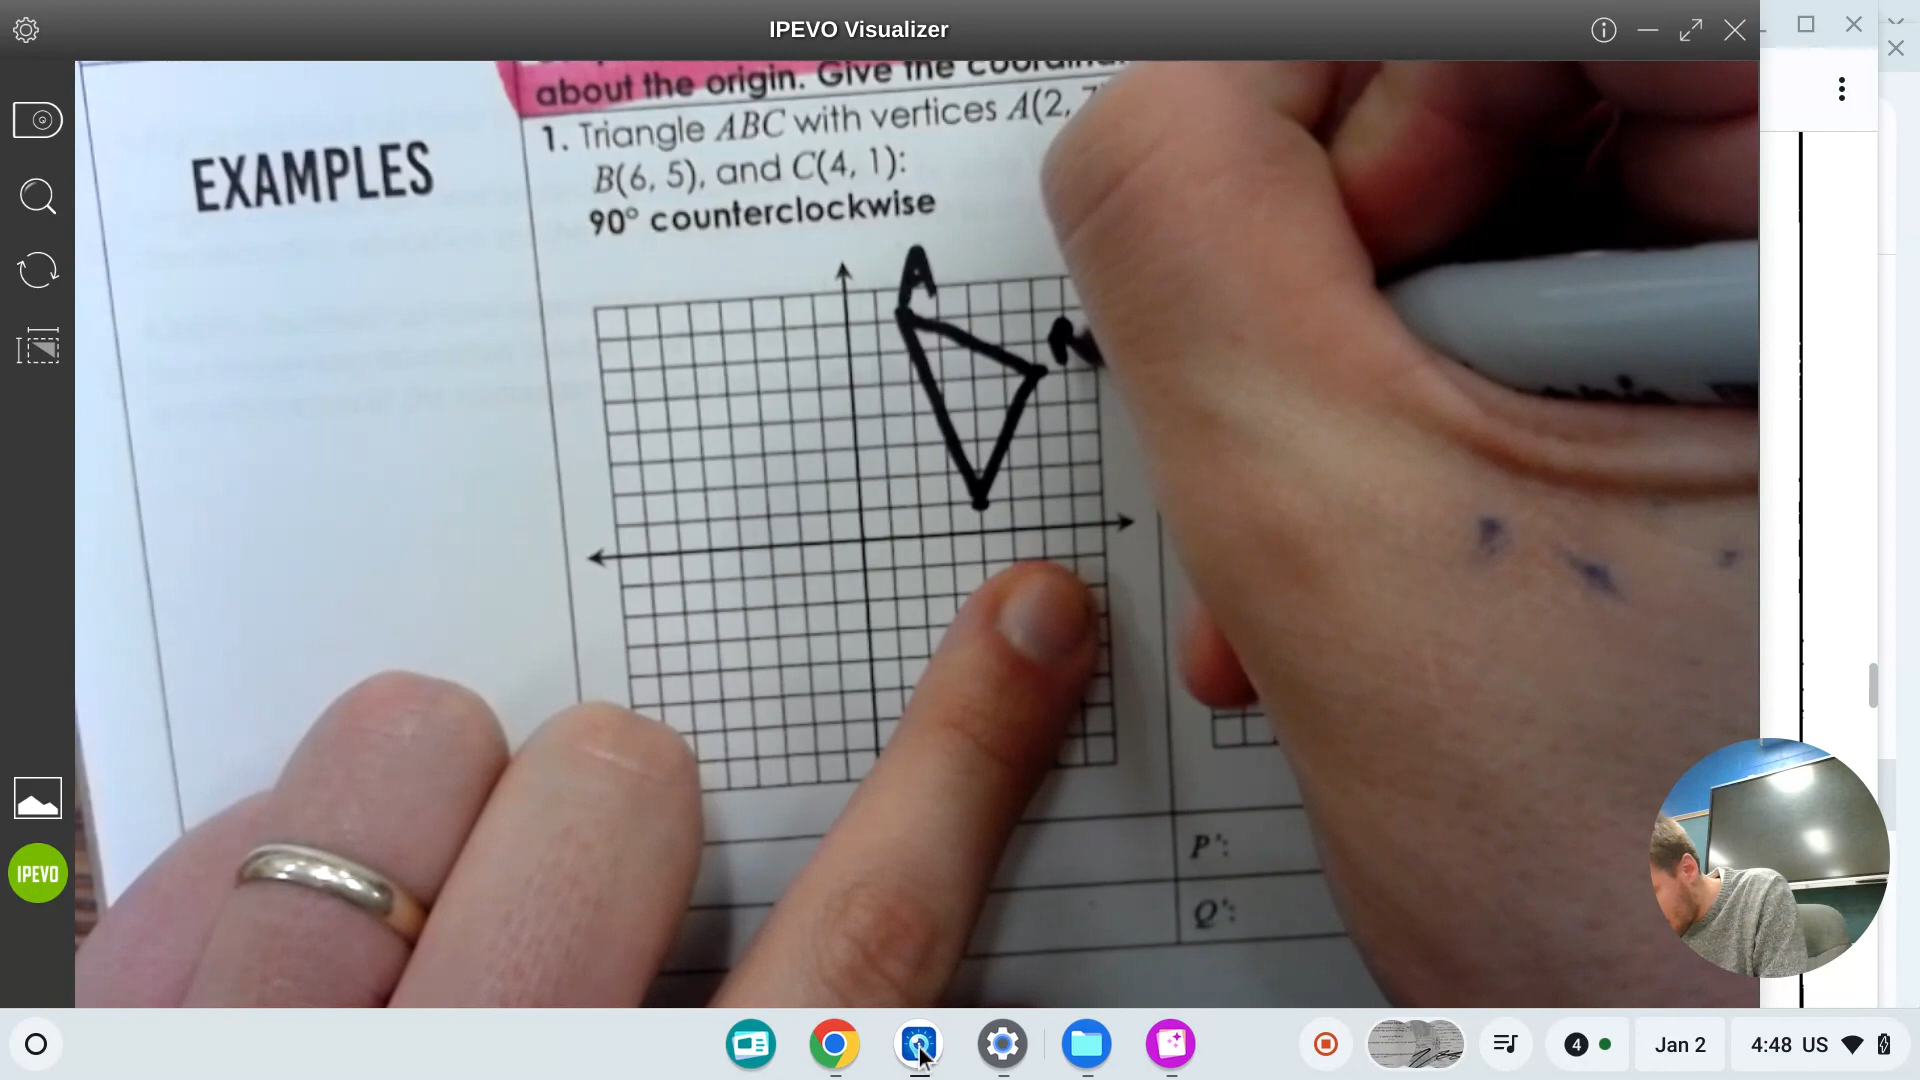 IPEVO Visualizer
about the origin. Give the
1. Triangle ABC with vertices A(2, 7
B(6, 5), and C(4, 1):
90° counterclockwise
EXAMPLES
A
IPEVO
P':
Q':
4
Jan 2
4:48 US